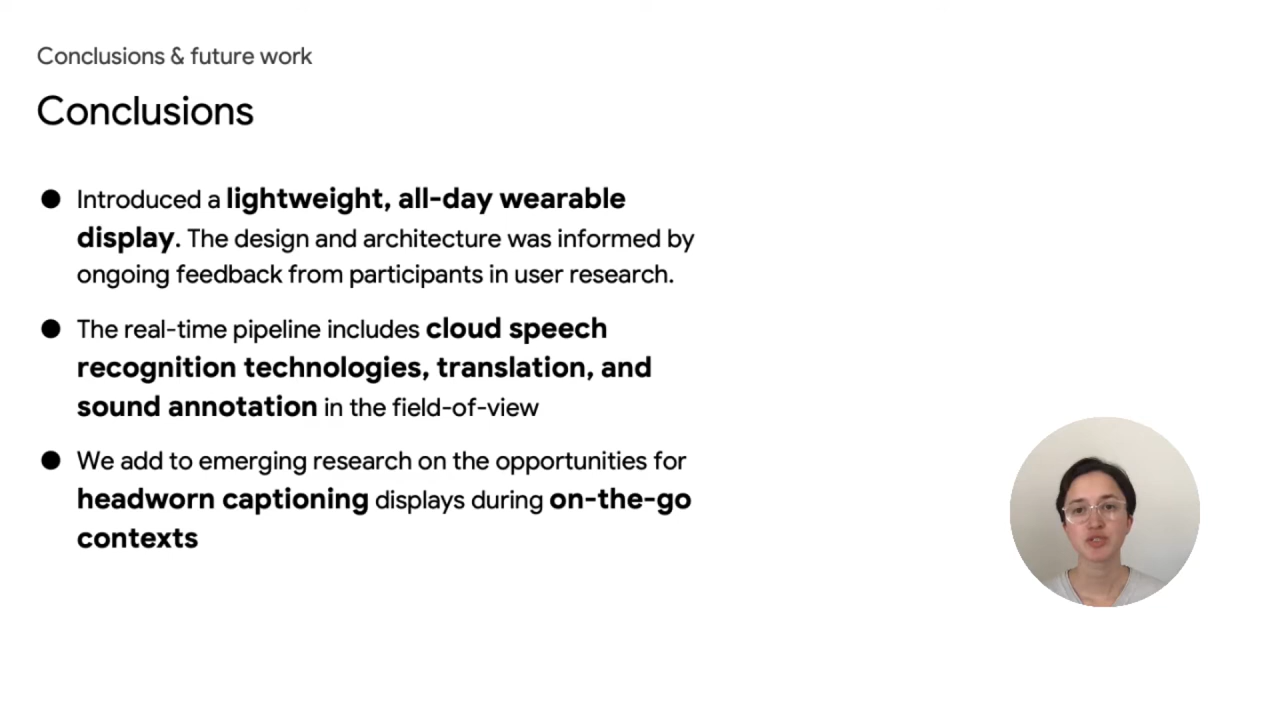 Conclusions & future work
Conclusions
● Introduced a lightweight, all-day wearable
display. The design and architecture was informed by
ongoing feedback from participants in user research.
● The real-time pipeline includes cloud speech
recognition technologies, translation, and
sound annotation in the field-of-view
● We add to emerging research on the opportunities for
headworn captioning displays during on-the-go
contexts